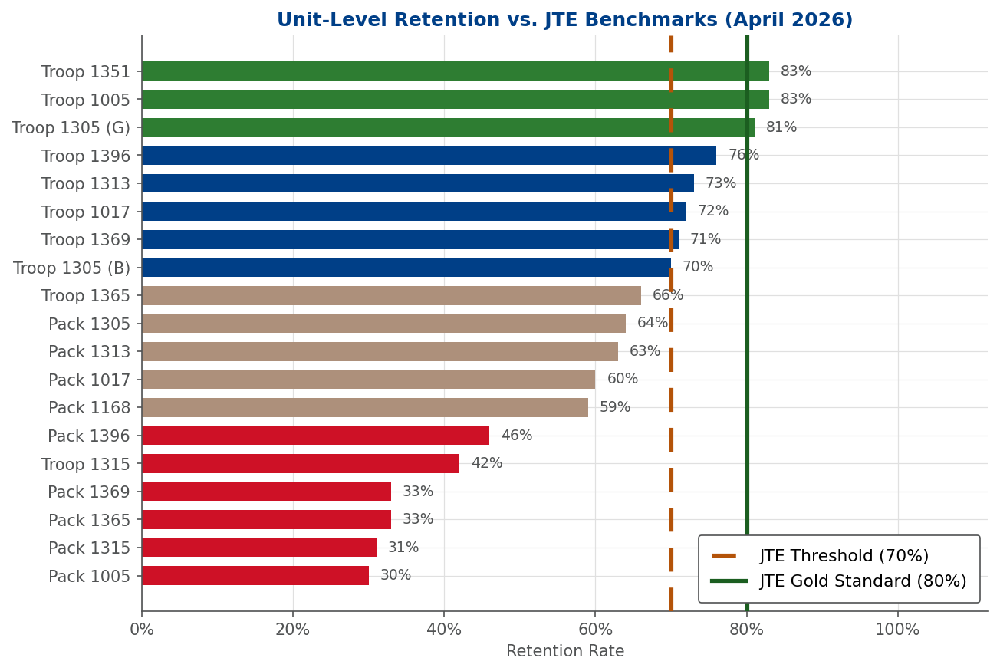 Unit-Level Retention vs. JTE Benchmarks (April 2026)
Troop 1351 83%
Troop 1005 83%
Troop 1305 (G) 81%
Troop 1396 76%
Troop 1313 73%
Troop 1017 72%
Troop 1369 71%
Troop 1305 (B) 70%
Troop 1365 66%
Pack 1305 64%
Pack 1313 63%
Pack 1017 60%
Pack 1168 59%
Pack 1396 46%
Troop 1315 42%
Pack 1369 33%
Pack 1365 33%
Pack 1315 31%
Pack 1005 30%
JTE Threshold (70%)
JTE Gold Standard (80%)
0% 20% 40% 60% 80% 100%
Retention Rate